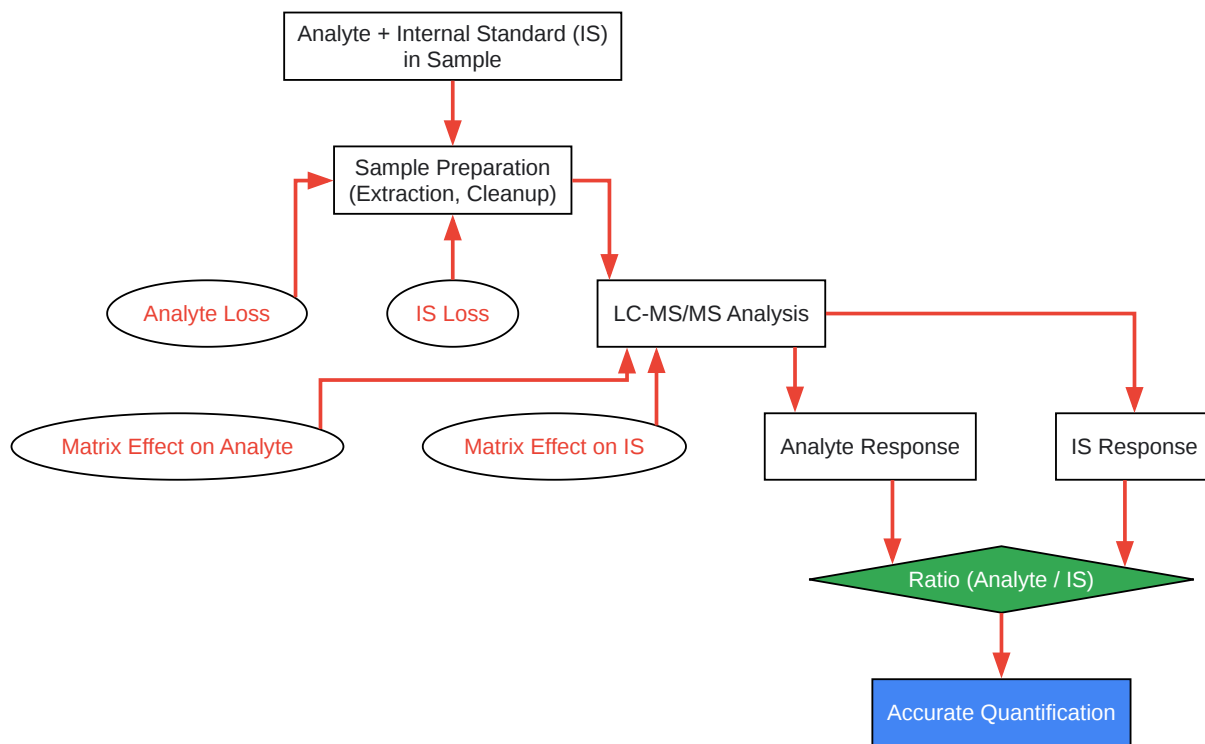 Analyte + Internal Standard (IS)
in Sample
Sample Preparation
(Extraction, Cleanup)
Analyte Loss
IS Loss
LC-MS/MS Analysis
Matrix Effect on Analyte
Matrix Effect on IS
Analyte Response
IS Response
Ratio (Analyte / IS)
Accurate Quantification